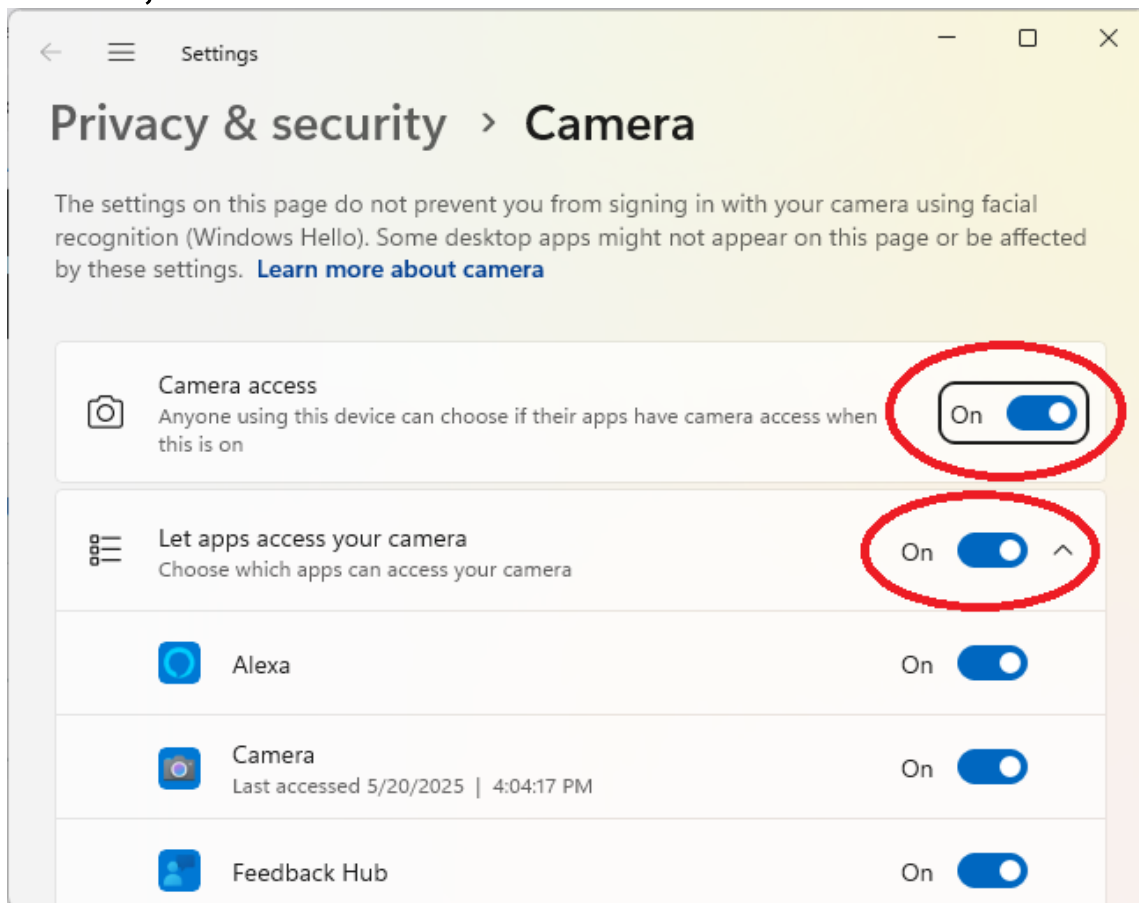 Settings
Privacy & security > Camera
The settings on this page do not prevent you from signing in with your camera using facial
recognition (Windows Hello). Some desktop apps might not appear on this page or be affected
by these settings. Learn more about camera
Camera access
Anyone using this device can choose if their apps have camera access when
this is on
On
Let apps access your camera
Choose which apps can access your camera
On
Alexa
On
Camera
Last accessed 5/20/2025 | 4:04:17 PM
On
Feedback Hub
On